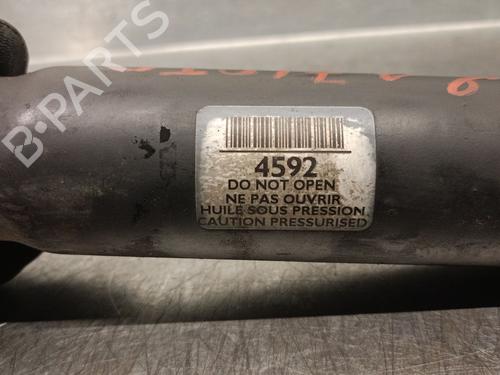 B-PARTS
4592
DO NOT OPEN
NE PAS OUVRIR
HUILE SOUS PRESSION
CAUTION PRESSURISED